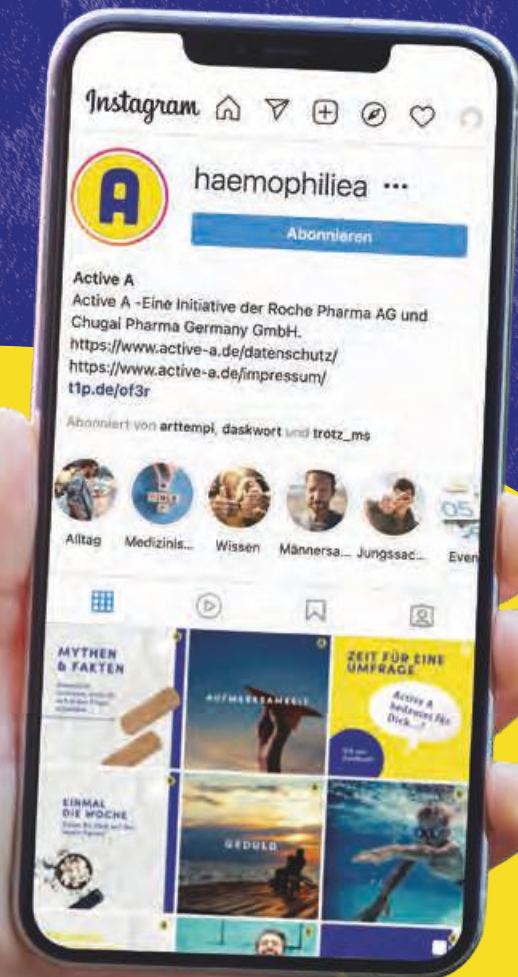 Instagram
A
haemophiliea
Abonnieren
Active A
Active A -Eine Initiative der Roche Pharma AG und
Chugai Pharma Germany GmbH.
https://www.active-a.de/datenschutz/
https://www.active-a.de/impressum/
t1p.de/of3r
Abonniert von arttempi, daskwort und trotz_ms
Alltag
Medizinis...
Wissen
Männersa...
Jungssac...
Even
05
MYTHEN
& FAKTEN
AUFMERKSAMKEIT
ZEIT FÜR EINE
UMFRAGE
Active A
bedeutet für
Dich...?
EINMAL
DIE WOCHE
GEDULD